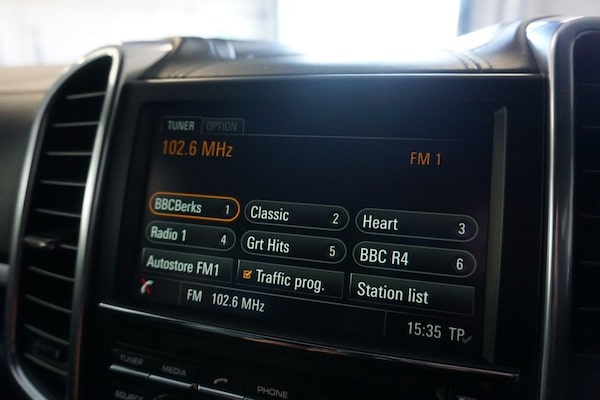 TUNER OPTION
102.6 MHz FM 1
BBCBerks 1 Classic 2 Heart 3
Radio 1 4 Grt Hits 5 BBC R4 6
Autostore FM1 Traffic prog. Station list
FM 102.6 MHz
15:35 TP
TUNER MEDIA PHONE
SOURCE